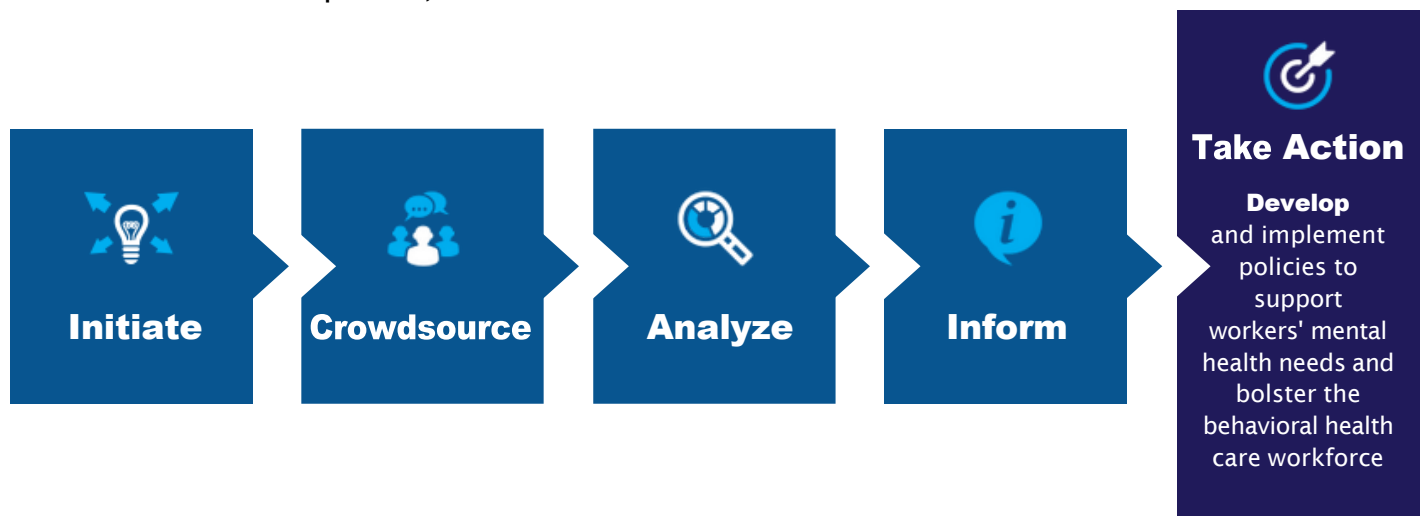 Initiate
Crowdsource
Analyze
Inform
Take Action
Develop
and implement
policies to
support
workers' mental
health needs and
bolster the
behavioral health
care workforce